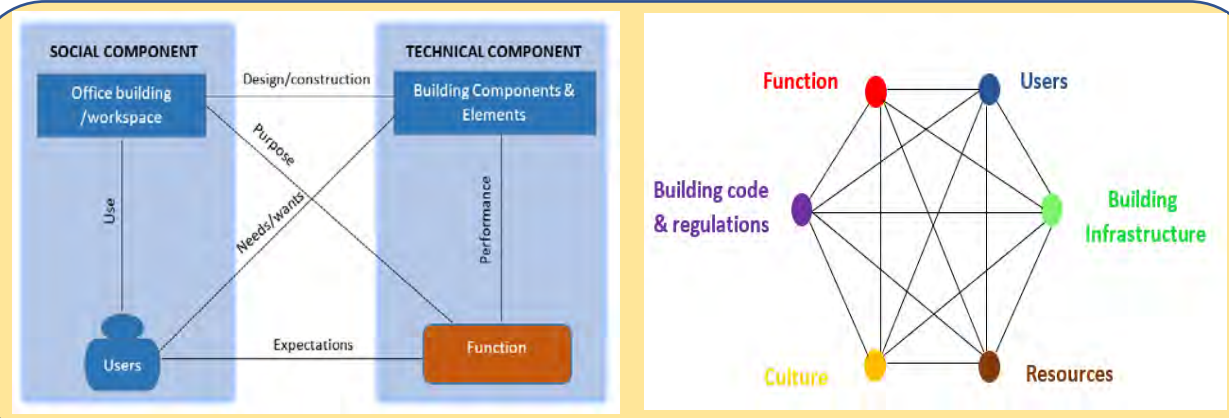 SOCIAL COMPONENT
TECHNICAL COMPONENT
Office building
/workspace
Design/construction
Building Components &
Elements
Purpose
Use
Needs/wants
Performance
Users
Expectations
Function
Function
Users
Building code
& regulations
Building
Infrastructure
Culture
Resources